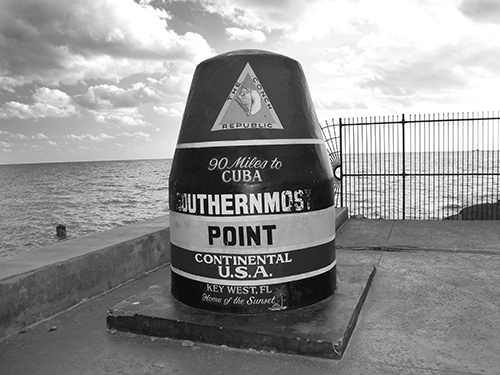 THE CONCH
REPUBLIC
90 Miles to
CUBA
SOUTHERNMOST
POINT
CONTINENTAL
U.S.A.
KEY WEST, FL
Home of the Sunset